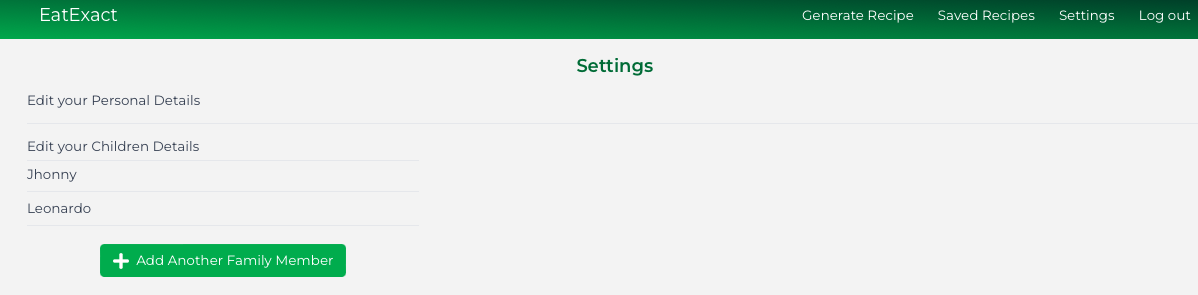 EatExact Generate Recipe Saved Recipes Settings Log out
Settings
Edit your Personal Details
Edit your Children Details
Jhonny
Leonardo
Add Another Family Member